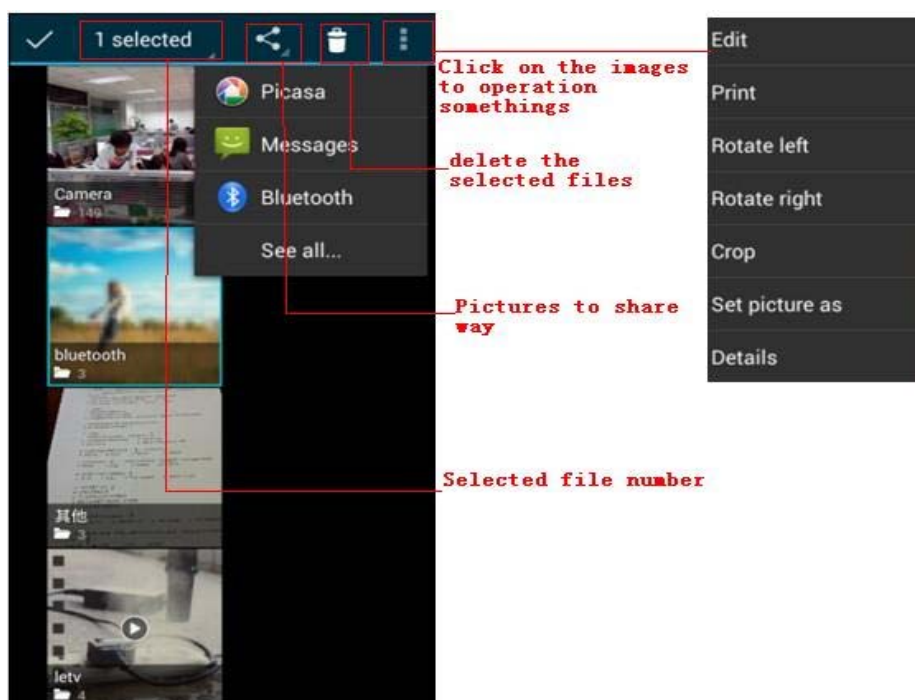 1 selected
Picasa
Messages
Bluetooth
See all...
Camera
149
bluetooth
3
其他
3
letv
4
Click on the images
to operation
somethings
delete the
selected files
Pictures to share
way
Selected file number
Edit
Print
Rotate left
Rotate right
Crop
Set picture as
Details